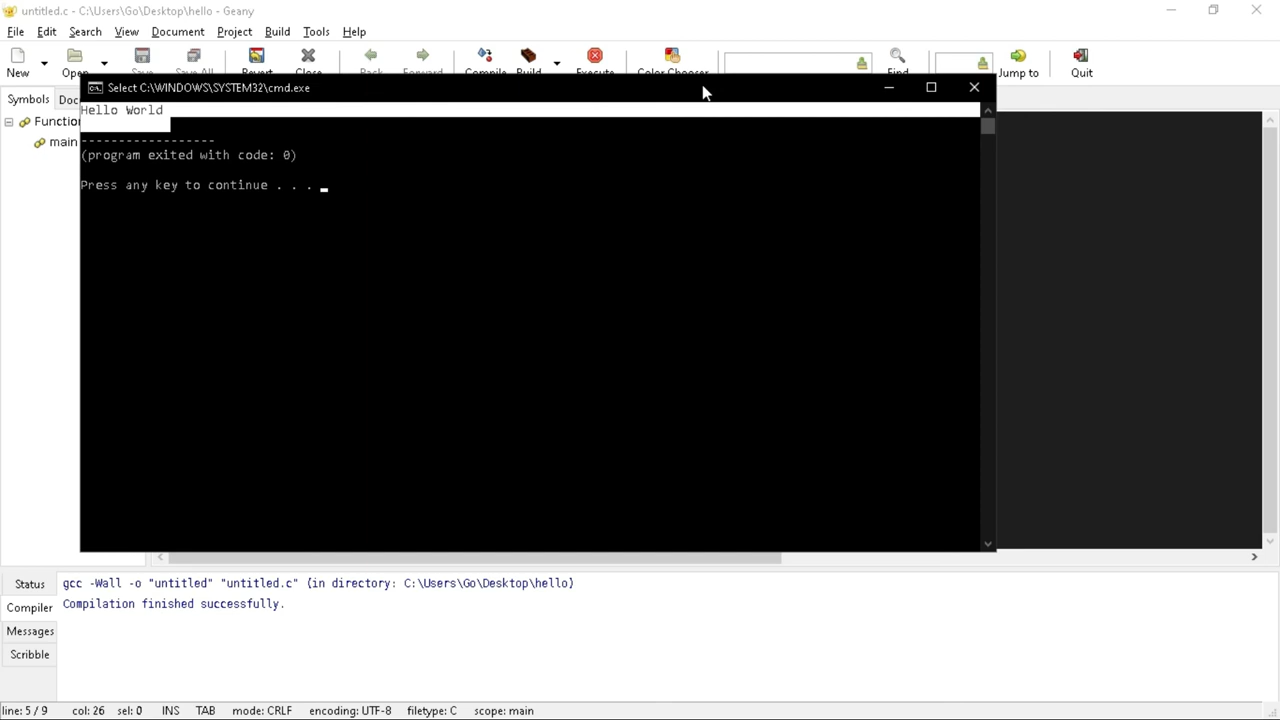 untitled.c - C:\Users\Go\Desktop\hello - Geany
File Edit Search View Document Project Build Tools Help
New Open Save Save All Revert Close Back Forward Compile Build Execute Color Chooser Find Jump to Quit
Select C:\WINDOWS\SYSTEM32\cmd.exe
Symbols Doc
Hello World
Function
------------------
main
(program exited with code: 0)
Press any key to continue . . .
Status
gcc -Wall -o "untitled" "untitled.c" (in directory: C:\Users\Go\Desktop\hello)
Compiler
Compilation finished successfully.
Messages
Scribble
line: 5 / 9 col: 26 sel: 0 INS TAB mode: CRLF encoding: UTF-8 filetype: C scope: main